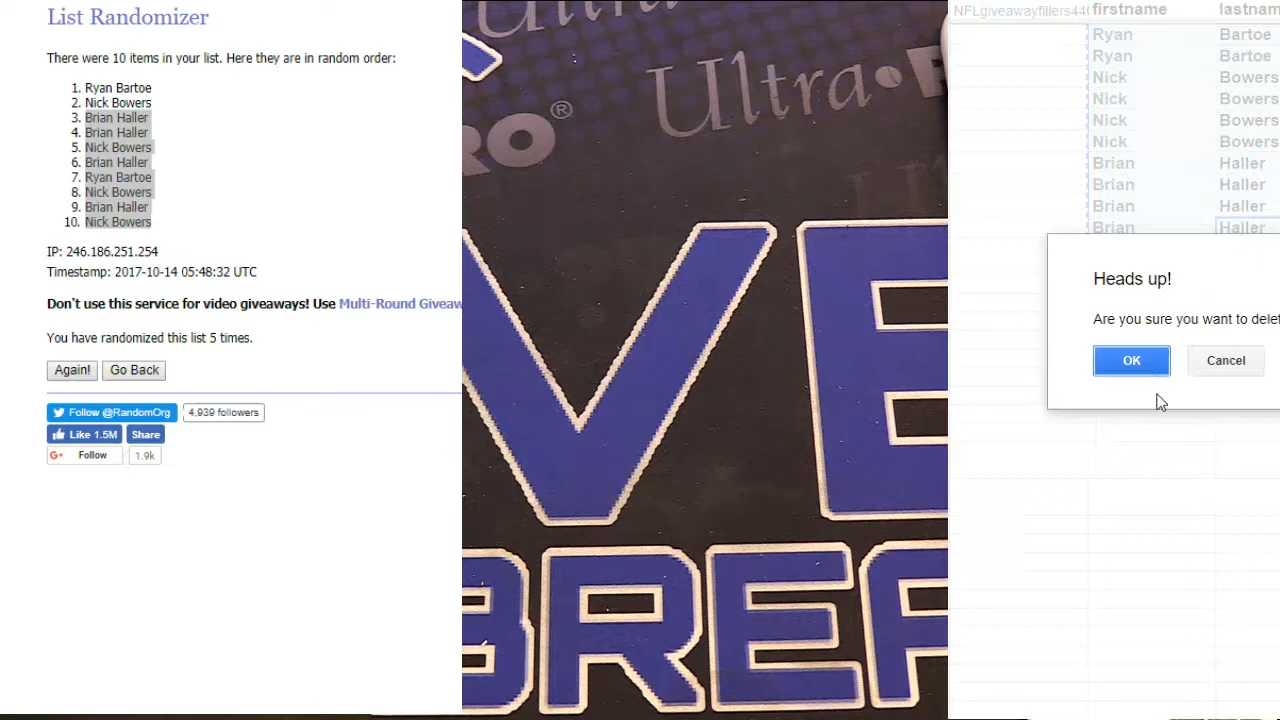 List Randomizer
There were 10 items in your list. Here they are in random order:
1. Ryan Bartoe
2. Nick Bowers
3. Brian Haller
4. Brian Haller
5. Nick Bowers
6. Brian Haller
7. Ryan Bartoe
8. Nick Bowers
9. Brian Haller
10. Nick Bowers
IP: 246.186.251.254
Timestamp: 2017-10-14 05:48:32 UTC
Don't use this service for video giveaways! Use Multi-Round Giveaw
You have randomized this list 5 times.
Again! Go Back
Follow @RandomOrg 4,939 followers
Like 1.5M Share
G+ Follow 1.9k
Ultra
Ultra•P
RO®
VE
BREA
NFLgiveawayfillers440 firstname lastnam
Ryan Bartoe
Ryan Bartoe
Nick Bowers
Nick Bowers
Nick Bowers
Nick Bowers
Brian Haller
Brian Haller
Brian Haller
Brian Haller
Heads up!
Are you sure you want to delet
OK Cancel